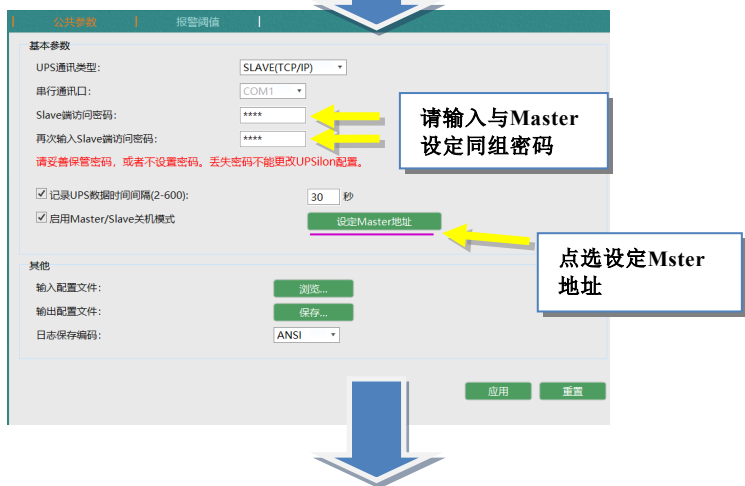 公共参数 报警阈值
基本参数
UPS通讯类型: SLAVE(TCP/IP)
串行通讯口: COM1
Slave端访问密码: ****
再次输入Slave端访问密码: ****
请妥善保管密码，或者不设置密码。丢失密码不能更改UPSilon配置。
请输入与Master
设定同组密码
记录UPS数据时间间隔(2-600): 30 秒
启用Master/Slave关机模式 设定Master地址
点选设定Mster
地址
其他
输入配置文件: 浏览...
输出配置文件: 保存...
日志保存编码: ANSI
应用 重置